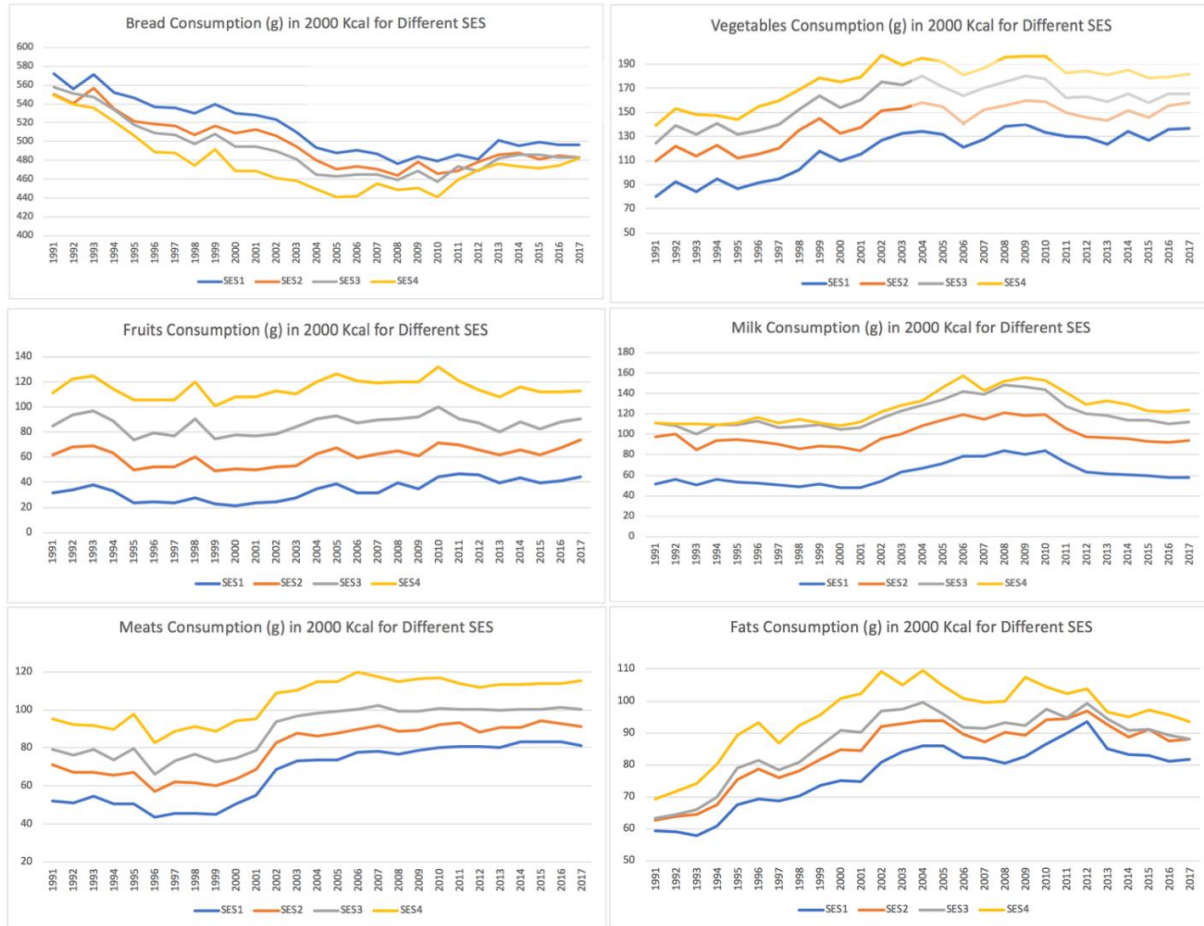 Bread Consumption (g) in 2000 Kcal for Different SES
600
580
560
540
520
500
480
460
440
420
400
1991 1992 1993 1994 1995 1996 1997 1998 1999 2000 2001 2002 2003 2004 2005 2006 2007 2008 2009 2010 2011 2012 2013 2014 2015 2016 2017
SES1 SES2 SES3 SES4
Vegetables Consumption (g) in 2000 Kcal for Different SES
190
170
150
130
110
90
70
50
1991 1992 1993 1994 1995 1996 1997 1998 1999 2000 2001 2002 2003 2004 2005 2006 2007 2008 2009 2010 2011 2012 2013 2014 2015 2016 2017
SES1 SES2 SES3 SES4
Fruits Consumption (g) in 2000 Kcal for Different SES
140
120
100
80
60
40
20
0
1991 1992 1993 1994 1995 1996 1997 1998 1999 2000 2001 2002 2003 2004 2005 2006 2007 2008 2009 2010 2011 2012 2013 2014 2015 2016 2017
SES1 SES2 SES3 SES4
Milk Consumption (g) in 2000 Kcal for Different SES
180
160
140
120
100
80
60
40
20
0
1991 1992 1993 1994 1995 1996 1997 1998 1999 2000 2001 2002 2003 2004 2005 2006 2007 2008 2009 2010 2011 2012 2013 2014 2015 2016 2017
SES1 SES2 SES3 SES4
Meats Consumption (g) in 2000 Kcal for Different SES
120
100
80
60
40
20
1991 1992 1993 1994 1995 1996 1997 1998 1999 2000 2001 2002 2003 2004 2005 2006 2007 2008 2009 2010 2011 2012 2013 2014 2015 2016 2017
SES1 SES2 SES3 SES4
Fats Consumption (g) in 2000 Kcal for Different SES
110
100
90
80
70
60
50
1991 1992 1993 1994 1995 1996 1997 1998 1999 2000 2001 2002 2003 2004 2005 2006 2007 2008 2009 2010 2011 2012 2013 2014 2015 2016 2017
SES1 SES2 SES3 SES4